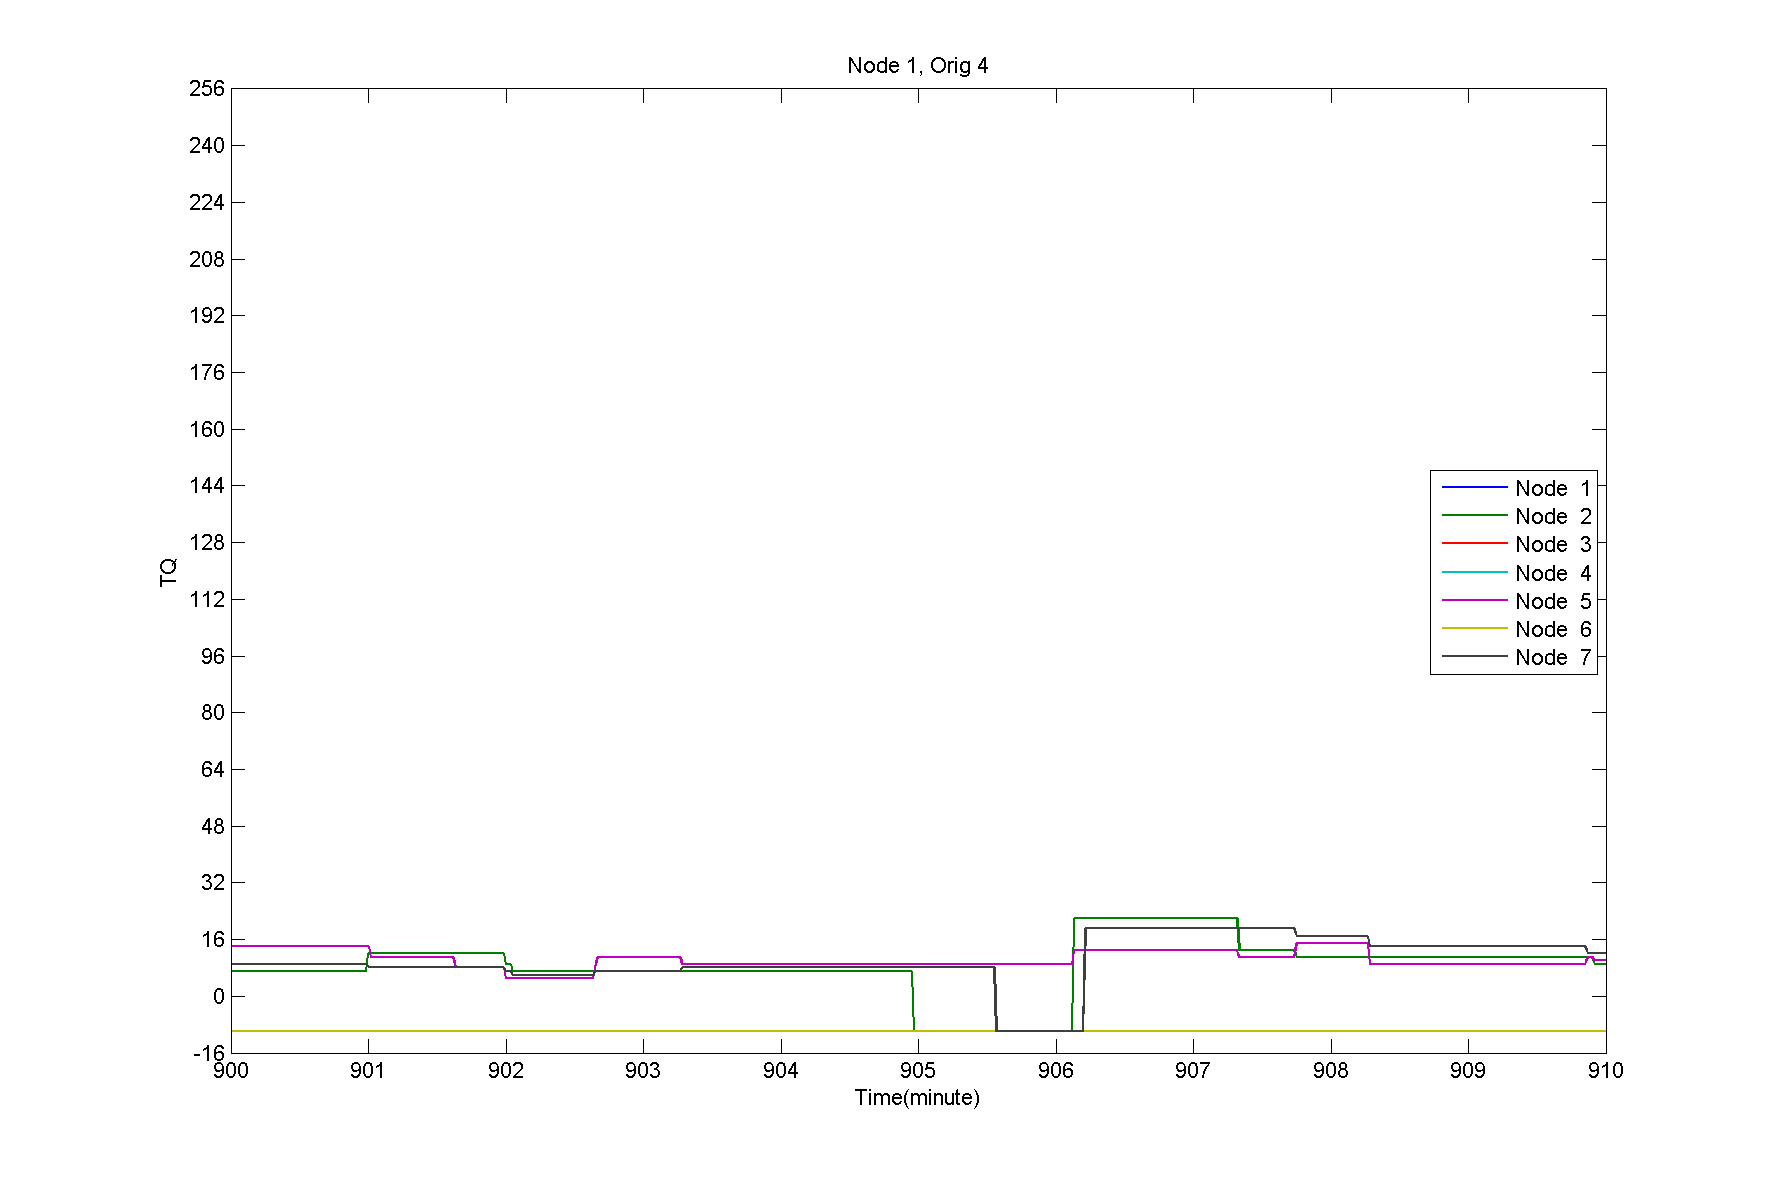 Node 1, Orig 4
256
240
224
208
192
176
160
144
128
112
96
80
64
48
32
16
0
-16
TQ
Node 1
Node 2
Node 3
Node 4
Node 5
Node 6
Node 7
900 901 902 903 904 905 906 907 908 909 910
Time(minute)